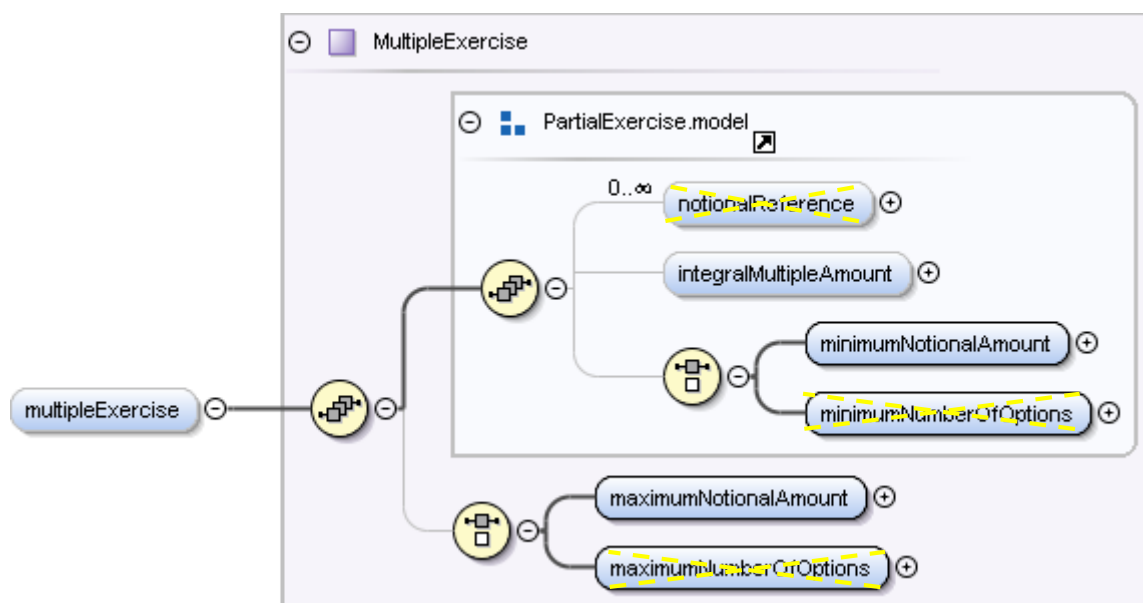 MultipleExercise
PartialExercise.model
0..∞
notionalReference
integralMultipleAmount
minimumNotionalAmount
multipleExercise
minimumNumberOfOptions
maximumNotionalAmount
maximumNumberOfOptions